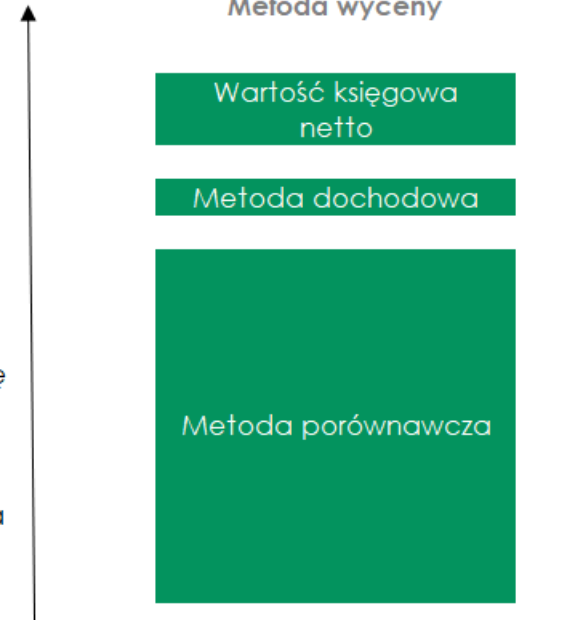 Metoda wyceny
Wartość księgowa
netto
Metoda dochodowa
ę
Metoda porównawcza
a